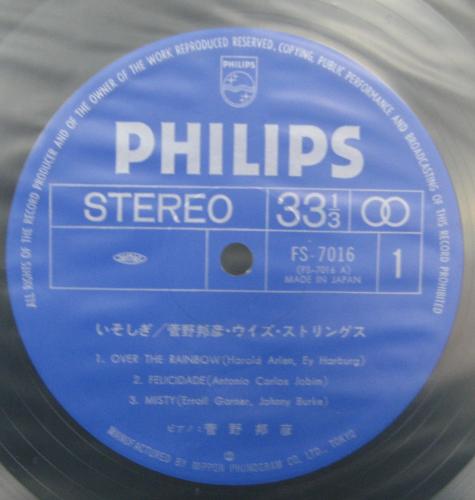 ALL RIGHTS OF THE RECORD PRODUCER AND OF THE OWNER OF THE WORK REPRODUCED RESERVED, COPYING, PUBLIC PERFORMANCE AND BROADCASTING OF THIS RECORD PROHIBITED
PHILIPS
PHILIPS
STEREO
33 1/3
FS-7016
(FS-7016 A)
MADE IN JAPAN
1
いそしぎ/菅野邦彦・ウイズ・ストリングス
1. OVER THE RAINBOW (Harold Arlen, Ey Harburg)
2. FELICIDADE (Antonio Carlos Jobim)
3. MISTY (Erroll Garner, Johnny Burke)
ピアノ:菅野邦彦
MANUFACTURED BY NIPPON PHONOGRAM CO., LTD., TOKYO